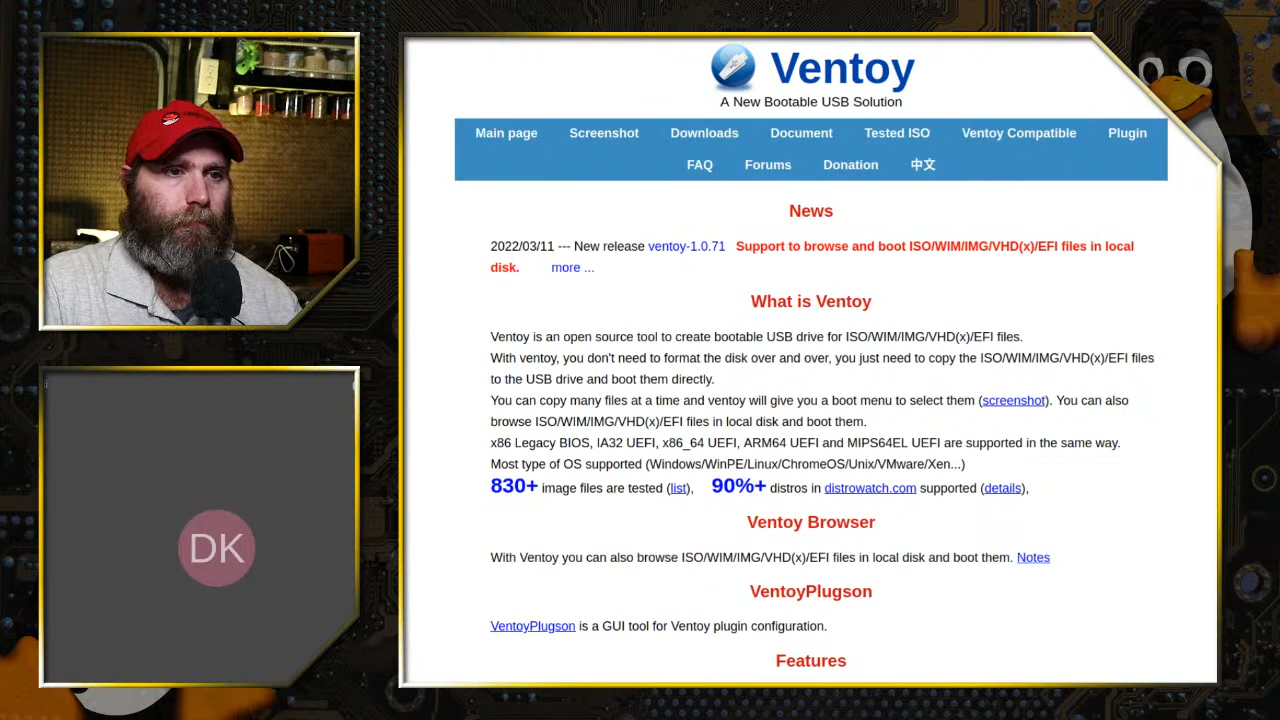 Ventoy
A New Bootable USB Solution
Main page Screenshot Downloads Document Tested ISO Ventoy Compatible Plugin
FAQ Forums Donation 中文
News
2022/03/11 --- New release ventoy-1.0.71 Support to browse and boot ISO/WIM/IMG/VHD(x)/EFI files in local
disk. more ...
What is Ventoy
Ventoy is an open source tool to create bootable USB drive for ISO/WIM/IMG/VHD(x)/EFI files.
With ventoy, you don't need to format the disk over and over, you just need to copy the ISO/WIM/IMG/VHD(x)/EFI files
to the USB drive and boot them directly.
You can copy many files at a time and ventoy will give you a boot menu to select them (screenshot). You can also
browse ISO/WIM/IMG/VHD(x)/EFI files in local disk and boot them.
x86 Legacy BIOS, IA32 UEFI, x86_64 UEFI, ARM64 UEFI and MIPS64EL UEFI are supported in the same way.
Most type of OS supported (Windows/WinPE/Linux/ChromeOS/Unix/VMware/Xen...)
830+ image files are tested (list), 90%+ distros in distrowatch.com supported (details),
Ventoy Browser
With Ventoy you can also browse ISO/WIM/IMG/VHD(x)/EFI files in local disk and boot them. Notes
VentoyPlugson
VentoyPlugson is a GUI tool for Ventoy plugin configuration.
Features
DK